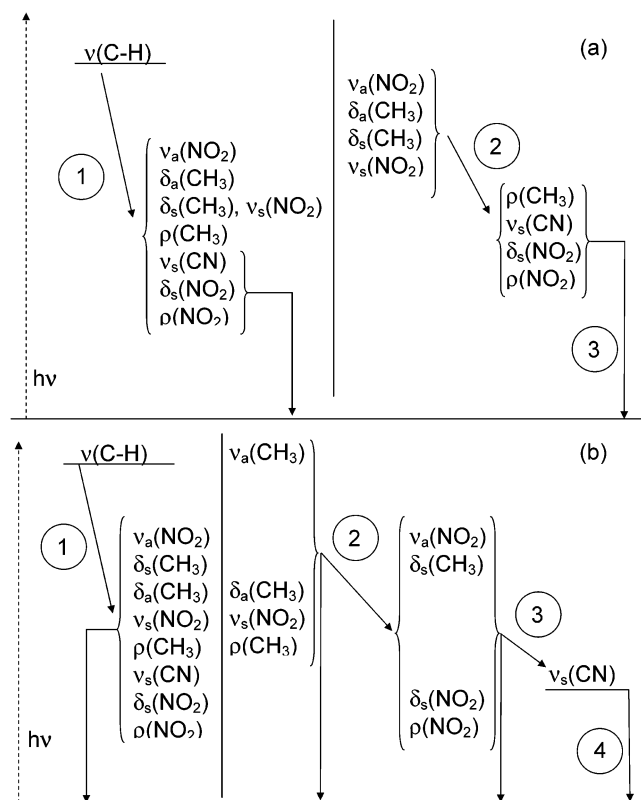 ν(C-H)
(a)
1
νa(NO2)
δa(CH3)
δs(CH3), νs(NO2)
ρ(CH3)
νs(CN)
δs(NO2)
ρ(NO2)
hν
νa(NO2)
δa(CH3)
δs(CH3)
νs(NO2)
2
ρ(CH3)
νs(CN)
δs(NO2)
ρ(NO2)
3
ν(C-H)
(b)
1
νa(NO2)
δs(CH3)
δa(CH3)
νs(NO2)
ρ(CH3)
νs(CN)
δs(NO2)
ρ(NO2)
hν
νa(CH3)
δa(CH3)
νs(NO2)
ρ(CH3)
2
νa(NO2)
δs(CH3)
δs(NO2)
ρ(NO2)
3
νs(CN)
4